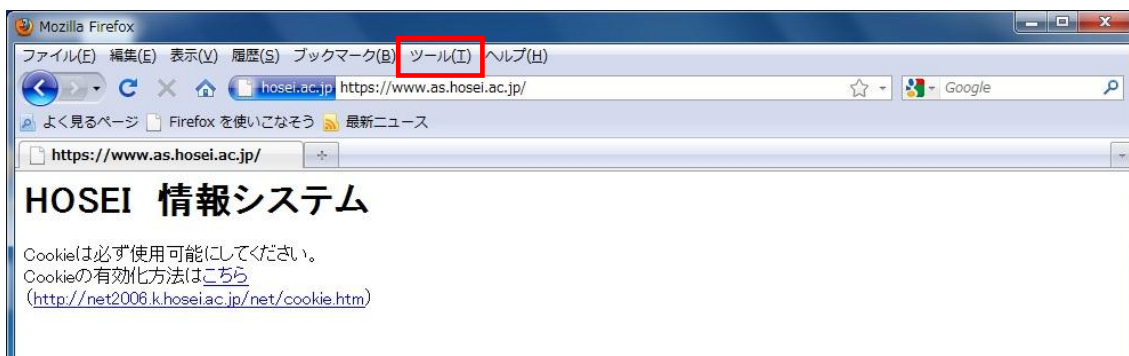 Mozilla Firefox
ファイル(F) 編集(E) 表示(V) 履歴(S) ブックマーク(B) ツール(T) ヘルプ(H)
hosei.ac.jp https://www.as.hosei.ac.jp/ Google
よく見るページ Firefox を使いこなそう 最新ニュース
https://www.as.hosei.ac.jp/
HOSEI 情報システム
Cookieは必ず使用可能にしてください。
Cookieの有効化方法はこちら
(http://net2006.k.hosei.ac.jp/net/cookie.htm)